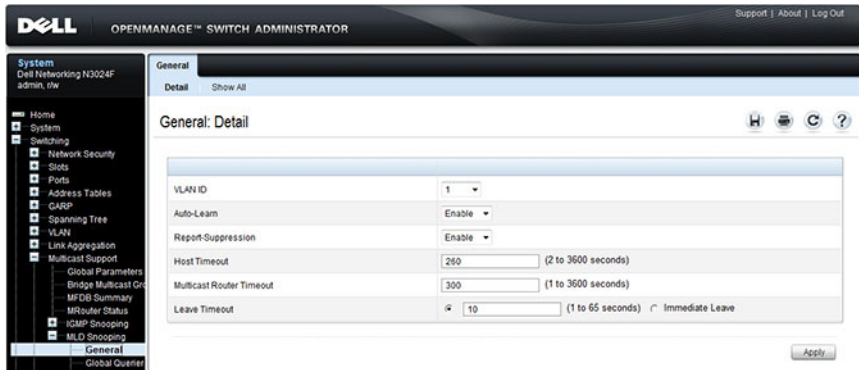 Support | About | Log Out
DELL OPENMANAGE™ SWITCH ADMINISTRATOR
System
Dell Networking N3024F
admin, r/w
Home
System
Switching
Network Security
Slots
Ports
Address Tables
GARP
Spanning Tree
VLAN
Link Aggregation
Multicast Support
Global Parameters
Bridge Multicast Gro
MFDB Summary
MRouter Status
IGMP Snooping
MLD Snooping
General
Global Querier
General
Detail Show All
General: Detail
?
VLAN ID 1
Auto-Learn Enable
Report-Suppression Enable
Host Timeout 260 (2 to 3600 seconds)
Multicast Router Timeout 300 (1 to 3600 seconds)
Leave Timeout 10 (1 to 65 seconds) Immediate Leave
Apply